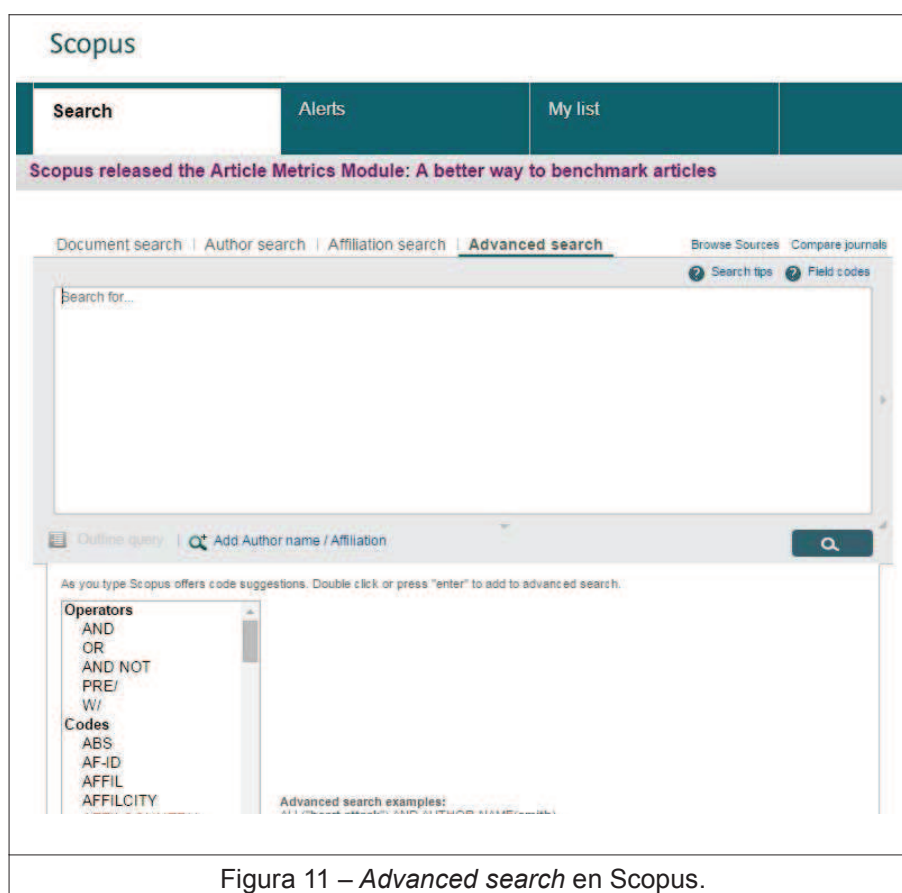 Scopus
Search Alerts My list
Scopus released the Article Metrics Module: A better way to benchmark articles
Document search | Author search | Affiliation search | Advanced search Browse Sources Compare journals
Search tips Field codes
Search for...
Outline query | Add Author name / Affiliation
As you type Scopus offers code suggestions. Double click or press "enter" to add to advanced search.
Operators
AND
OR
AND NOT
PRE/
W/
Codes
ABS
AF-ID
AFFIL
AFFILCITY
Advanced search examples:
Figura 11 – Advanced search en Scopus.